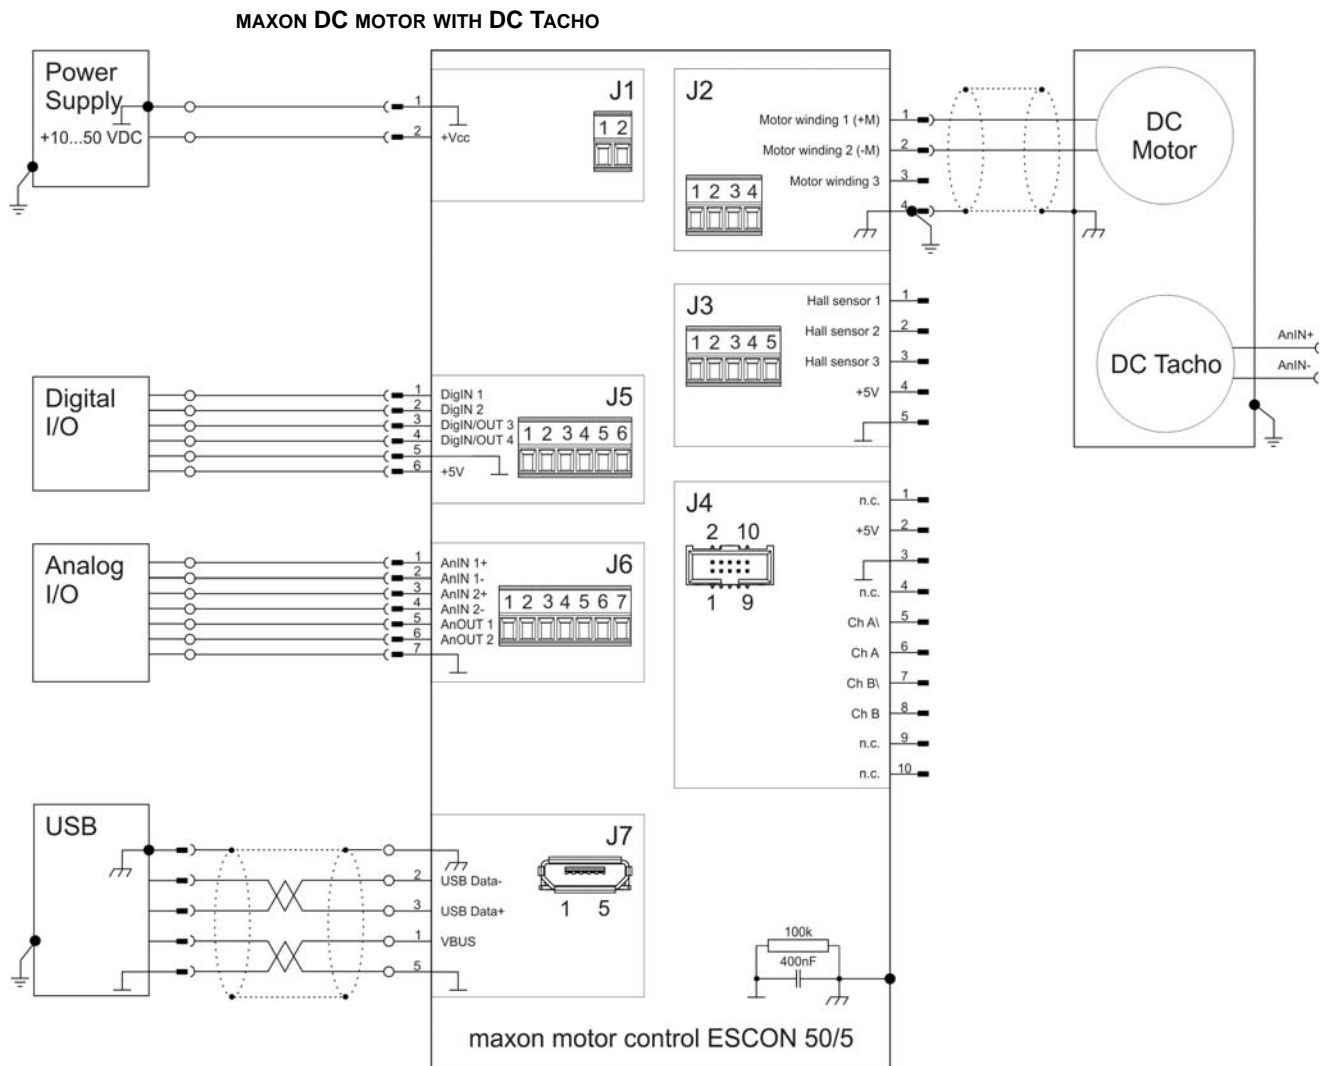 MAXON DC MOTOR WITH DC TACHO
Power
Supply
+10...50 VDC
1
2
+Vcc
J1
1 2
J2
Motor winding 1 (+M)
1
Motor winding 2 (-M)
2
Motor winding 3
3
4
1 2 3 4
DC
Motor
J3
Hall sensor 1
1
Hall sensor 2
2
Hall sensor 3
3
+5V
4
5
1 2 3 4 5
DC Tacho
AnIN+
AnIN-
Digital
I/O
1
DigIN 1
2
DigIN 2
3
DigIN/OUT 3
4
DigIN/OUT 4
5
6
+5V
J5
1 2 3 4 5 6
J4
2 10
1 9
n.c.
1
+5V
2
3
n.c.
4
Ch A\
5
Ch A
6
Ch B\
7
Ch B
8
n.c.
9
n.c.
10
Analog
I/O
1
AnIN 1+
2
AnIN 1-
3
AnIN 2+
4
AnIN 2-
5
AnOUT 1
6
AnOUT 2
7
J6
1 2 3 4 5 6 7
USB
2
USB Data-
3
USB Data+
1
VBUS
5
J7
1 5
100k
400nF
maxon motor control ESCON 50/5